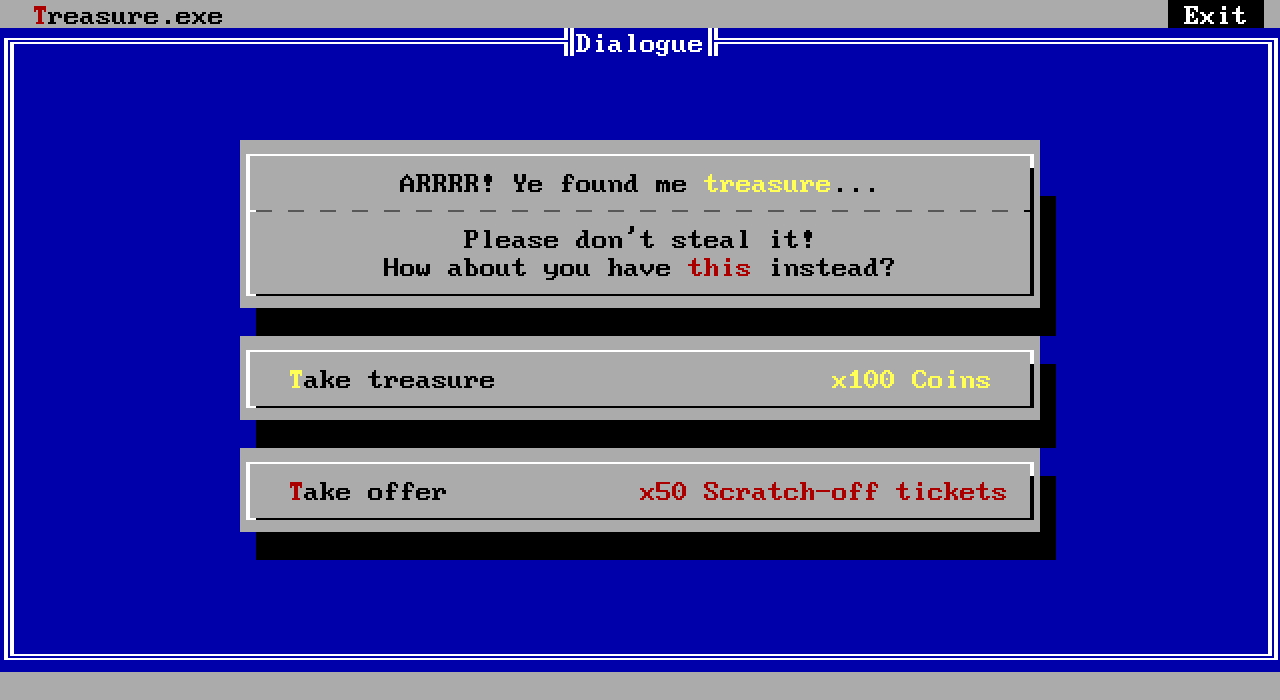 Treasure.exe Exit
Dialogue
ARRRR! Ye found me treasure...
Please don't steal it!
How about you have this instead?
Take treasure x100 Coins
Take offer x50 Scratch-off tickets